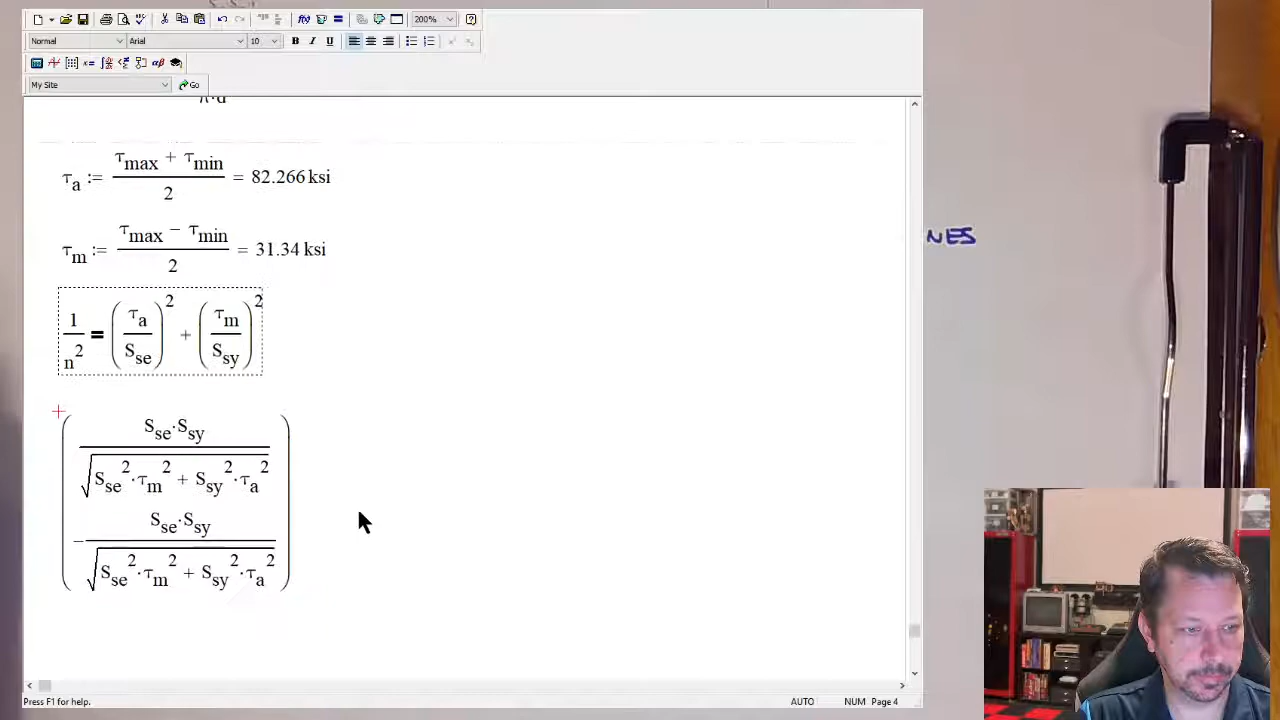 200%
Normal Arial 10 B I U
f(x)
x= αβ
My Site Go
π·d
τa := τmax + τmin / 2 = 82.266 ksi
τm := τmax − τmin / 2 = 31.34 ksi
NES
1/n² = (τa/Sse)² + (τm/Ssy)²
Sse·Ssy / √Sse²·τm² + Ssy²·τa²
− Sse·Ssy / √Sse²·τm² + Ssy²·τa²
Press F1 for help. AUTO NUM Page 4